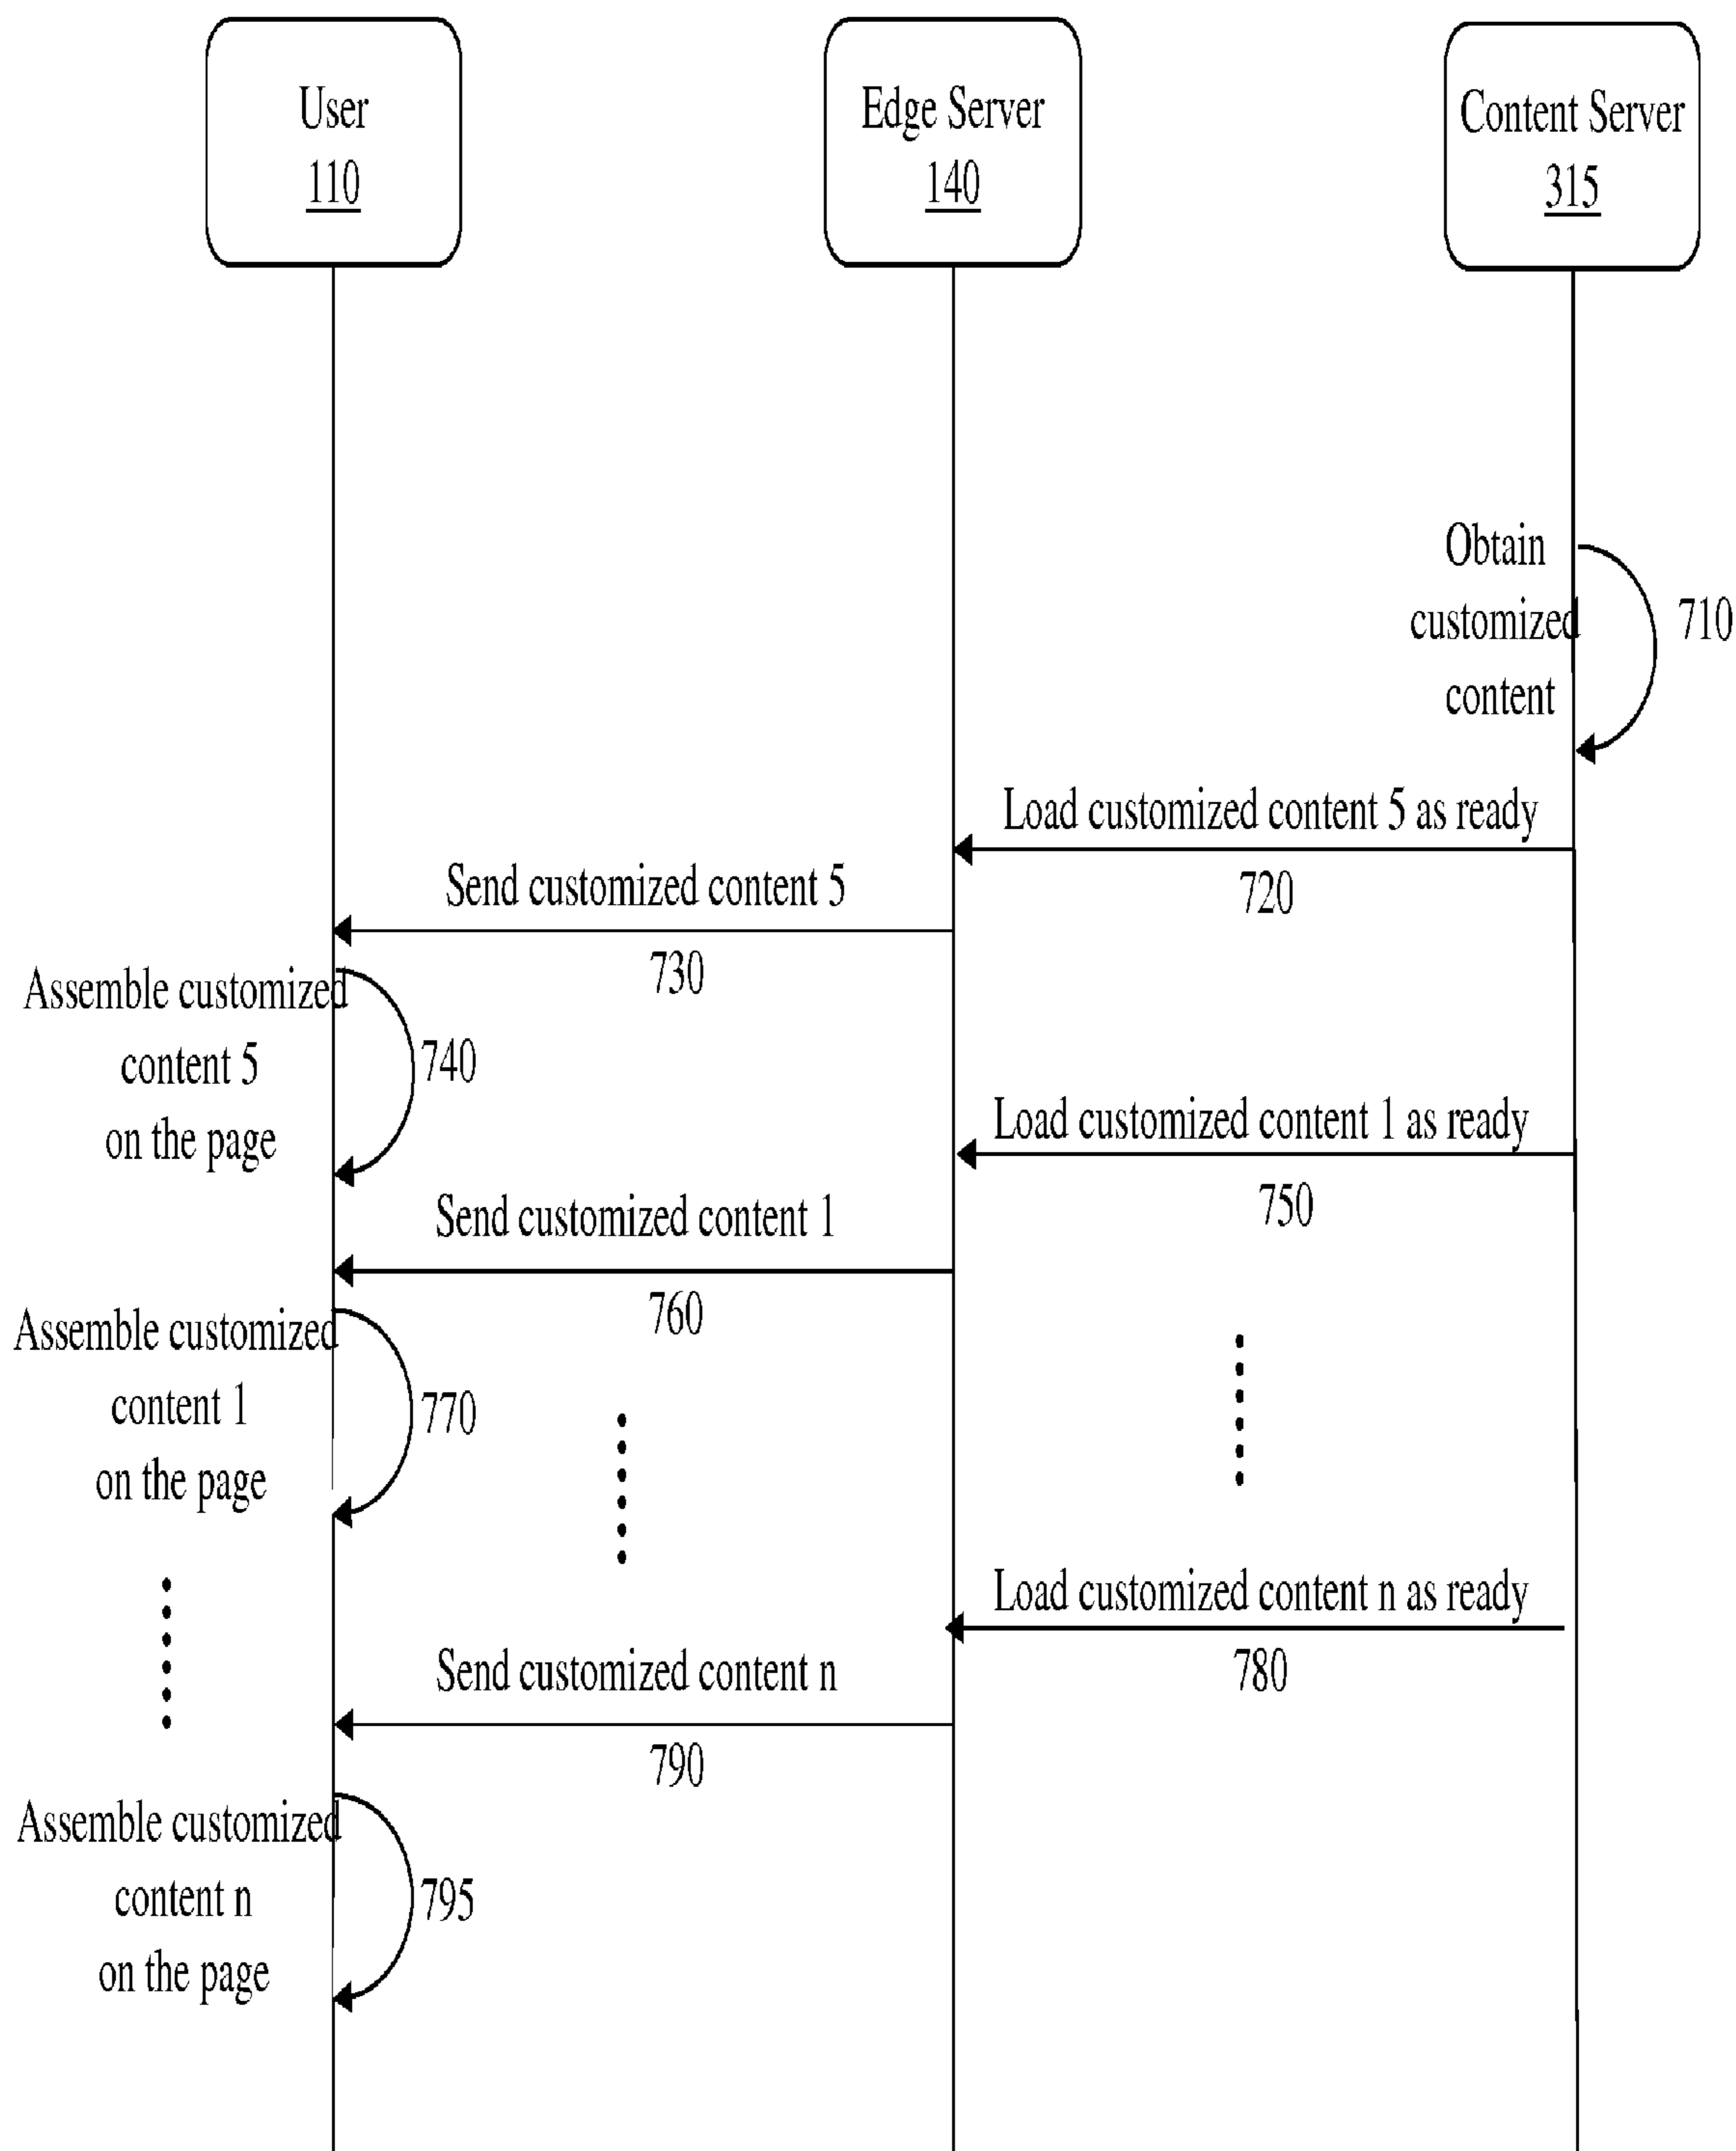 User
110
Edge Server
140
Content Server
315
Obtain
customized
content
710
Load customized content 5 as ready
720
Send customized content 5
730
Assemble customized
content 5
on the page
740
Load customized content 1 as ready
750
Send customized content 1
760
Assemble customized
content 1
on the page
770
Load customized content n as ready
780
Send customized content n
790
Assemble customized
content n
on the page
795